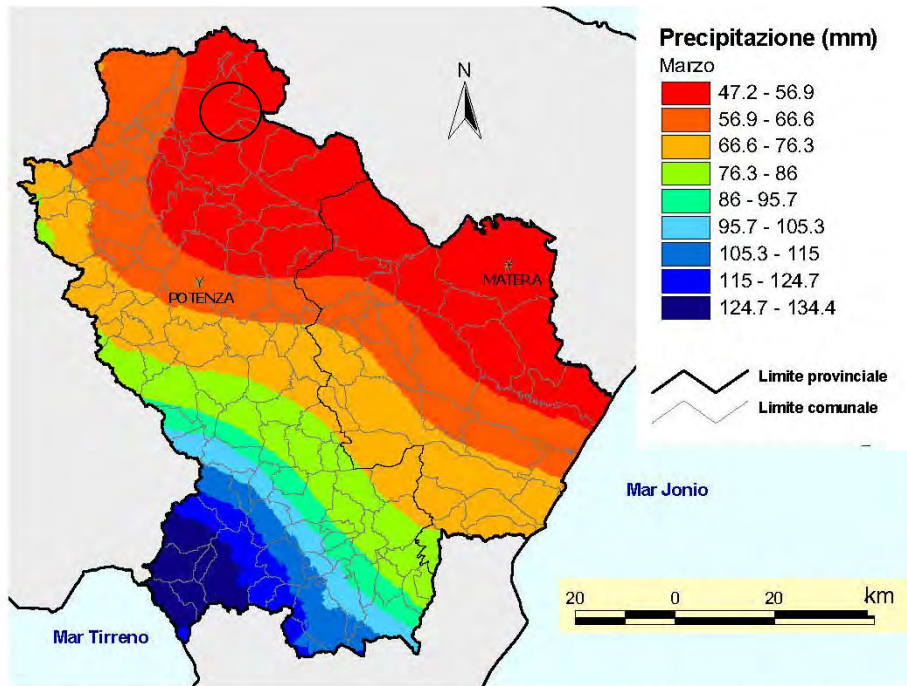 Precipitazione (mm)
Marzo
47.2 - 56.9
56.9 - 66.6
66.6 - 76.3
76.3 - 86
86 - 95.7
95.7 - 105.3
105.3 - 115
115 - 124.7
124.7 - 134.4
Limite provinciale
Limite comunale
N
MATERA
POTENZA
Mar Jonio
Mar Tirreno
20 0 20 km